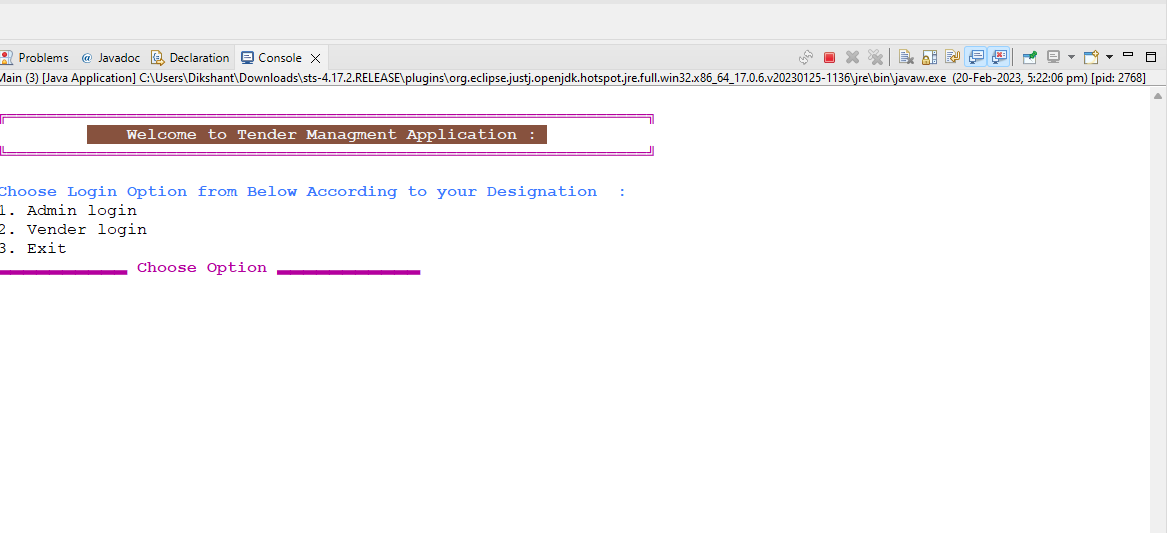 Problems @ Javadoc Declaration Console
Main (3) [Java Application] C:\Users\Dikshant\Downloads\sts-4.17.2.RELEASE\plugins\org.eclipse.justj.openjdk.hotspot.jre.full.win32.x86_64_17.0.6.v20230125-1136\jre\bin\javaw.exe (20-Feb-2023, 5:22:06 pm) [pid: 2768]
Welcome to Tender Managment Application :
Choose Login Option from Below According to your Designation :
1. Admin login
2. Vender login
3. Exit
Choose Option